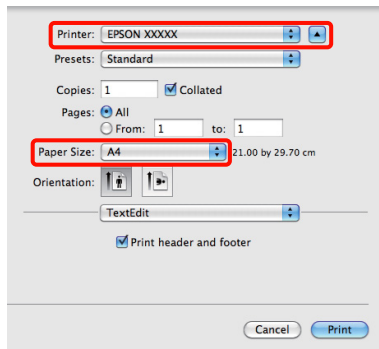 Printer: EPSON XXXXX
Presets: Standard
Copies: 1 Collated
Pages: All
From: 1 to: 1
Paper Size: A4 21.00 by 29.70 cm
Orientation:
TextEdit
Print header and footer
Cancel Print